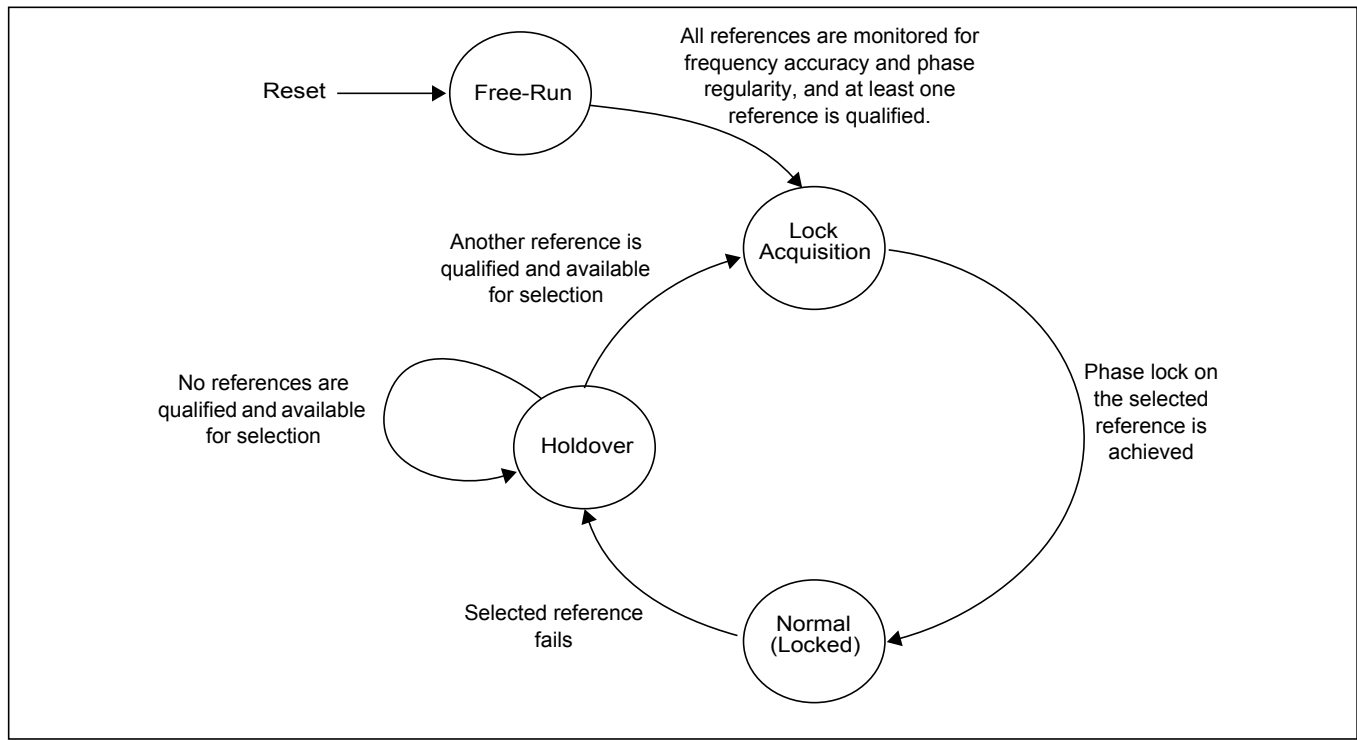 All references are monitored for
frequency accuracy and phase
regularity, and at least one
reference is qualified.
Reset
Free-Run
Lock
Acquisition
Another reference is
qualified and available
for selection
No references are
qualified and available
for selection
Holdover
Phase lock on
the selected
reference is
achieved
Selected reference
fails
Normal
(Locked)